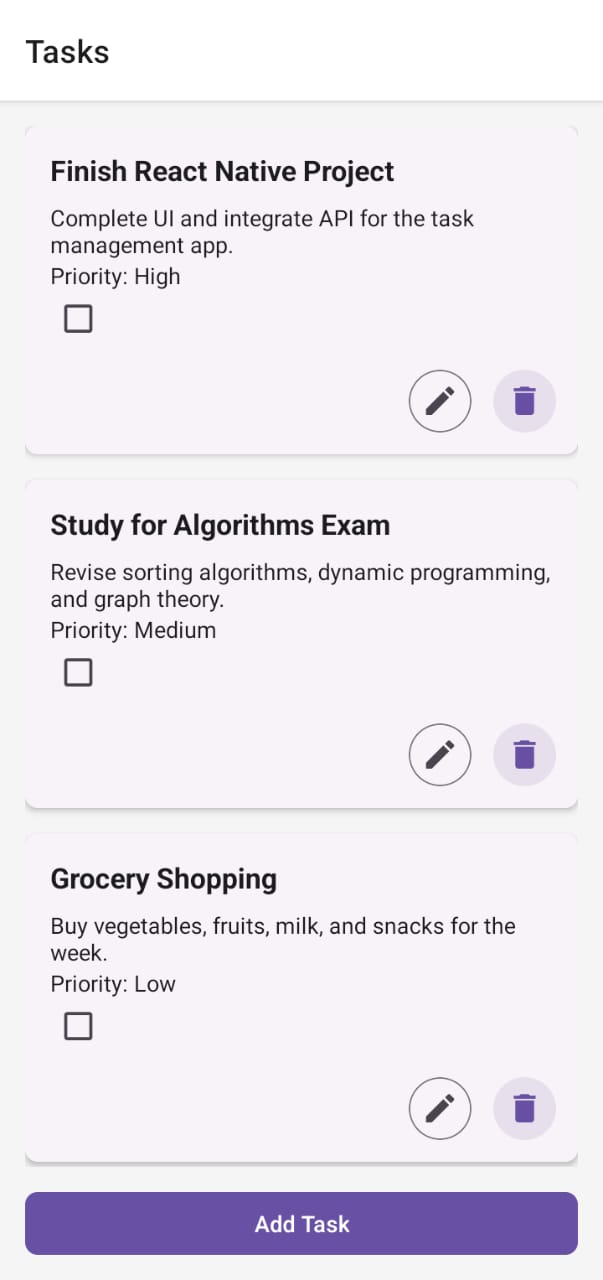 Tasks
Finish React Native Project
Complete UI and integrate API for the task
management app.
Priority: High
Study for Algorithms Exam
Revise sorting algorithms, dynamic programming,
and graph theory.
Priority: Medium
Grocery Shopping
Buy vegetables, fruits, milk, and snacks for the
week.
Priority: Low
Add Task